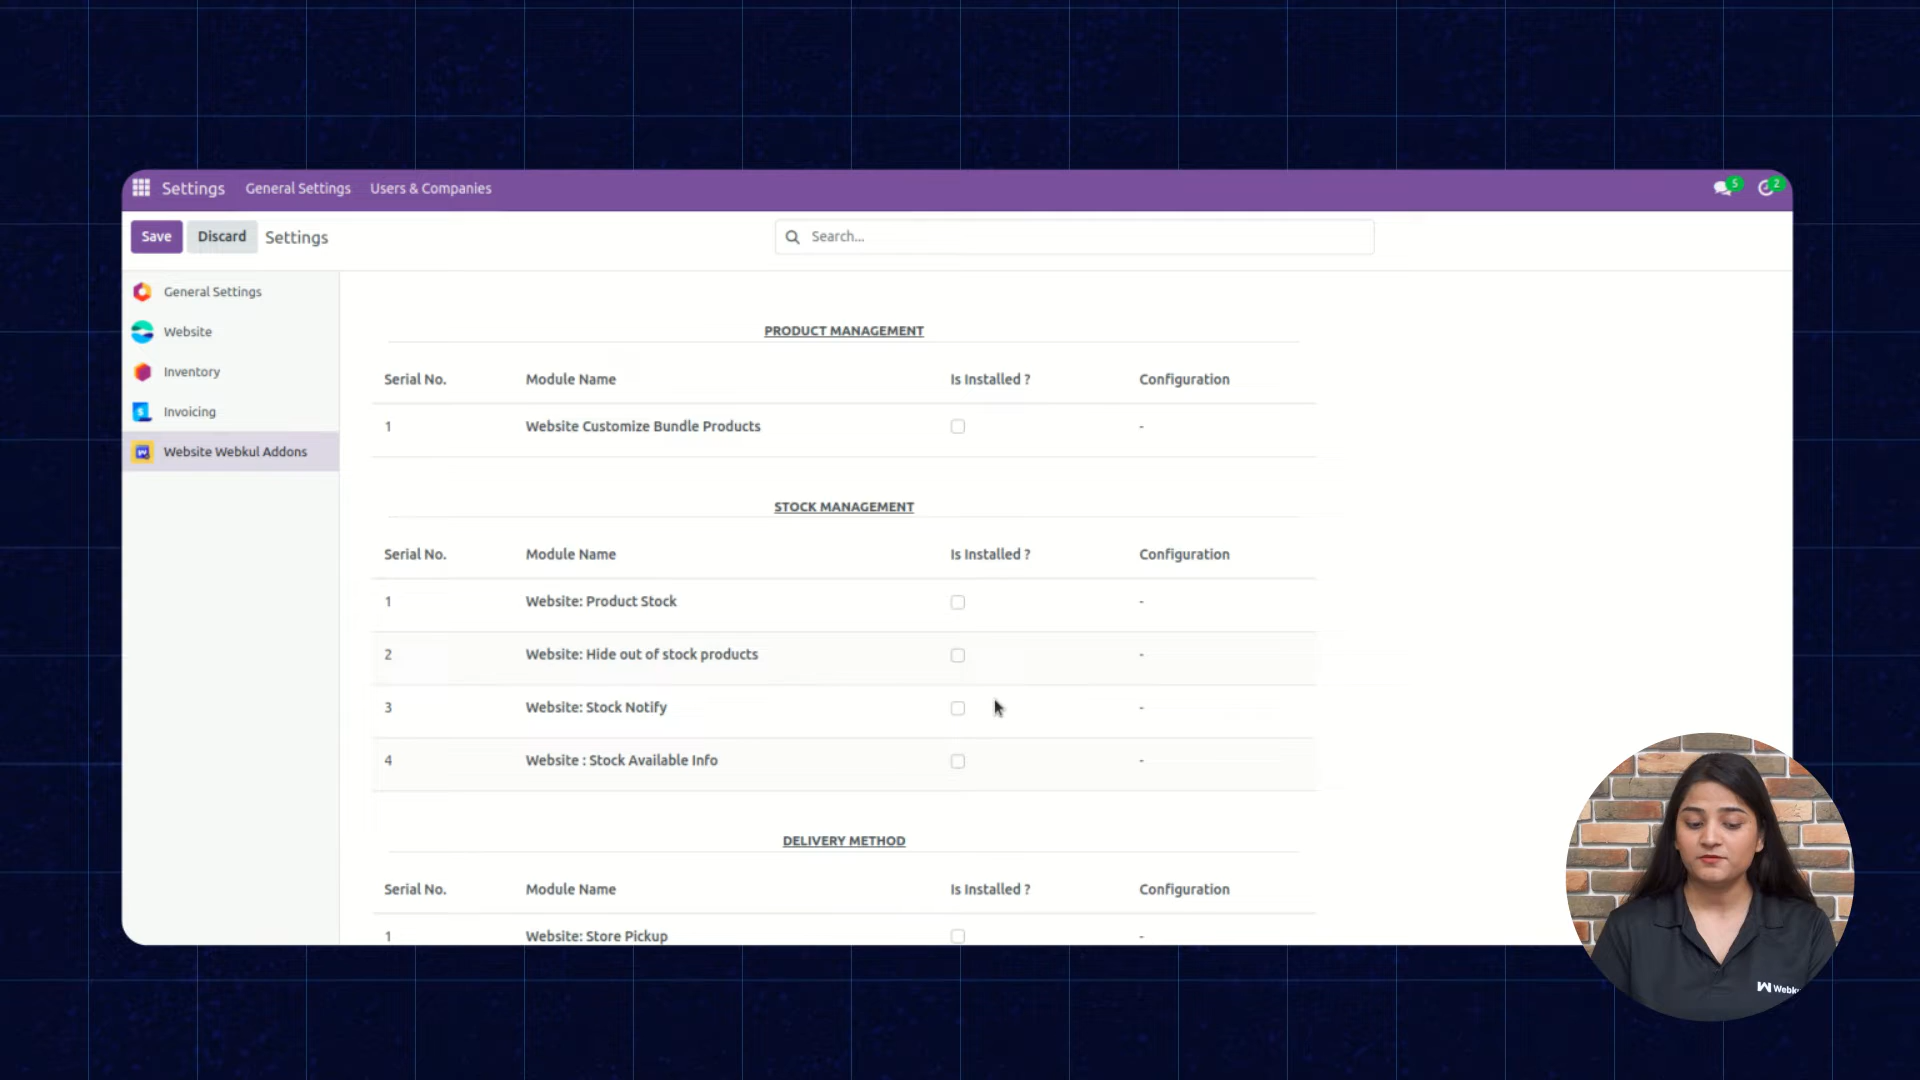 Settings General Settings Users & Companies 5 2
Save Discard Settings Search...
General Settings
Website
Inventory
Invoicing
Website Webkul Addons
PRODUCT MANAGEMENT
Serial No. Module Name Is Installed ? Configuration
1 Website Customize Bundle Products -
STOCK MANAGEMENT
Serial No. Module Name Is Installed ? Configuration
1 Website: Product Stock -
2 Website: Hide out of stock products -
3 Website: Stock Notify -
4 Website : Stock Available Info -
DELIVERY METHOD
Serial No. Module Name Is Installed ? Configuration
1 Website: Store Pickup -